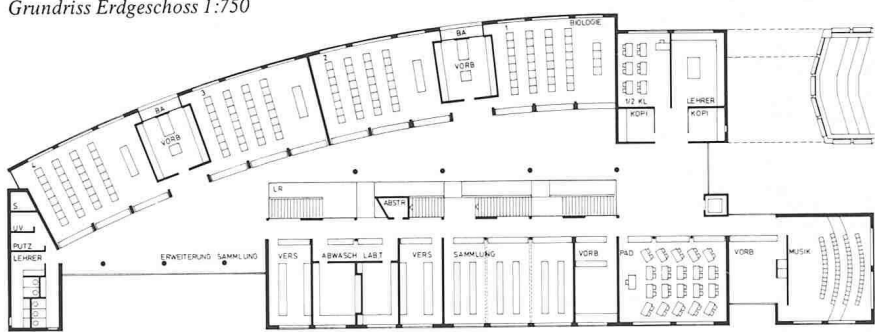 Grundriss Erdgeschoss 1:750
BA
1
BIOLOGIE
2
VORB
1/2 KL
LEHRER
KOPI
KOPI
3
BA
VORB
4
LR
ABSTR
S
UV
PUTZ
LEHRER
ERWEITERUNG SAMMLUNG
VERS
ABWASCH
LABT
VERS
SAMMLUNG
VORB
PAD
VORB
MUSIK